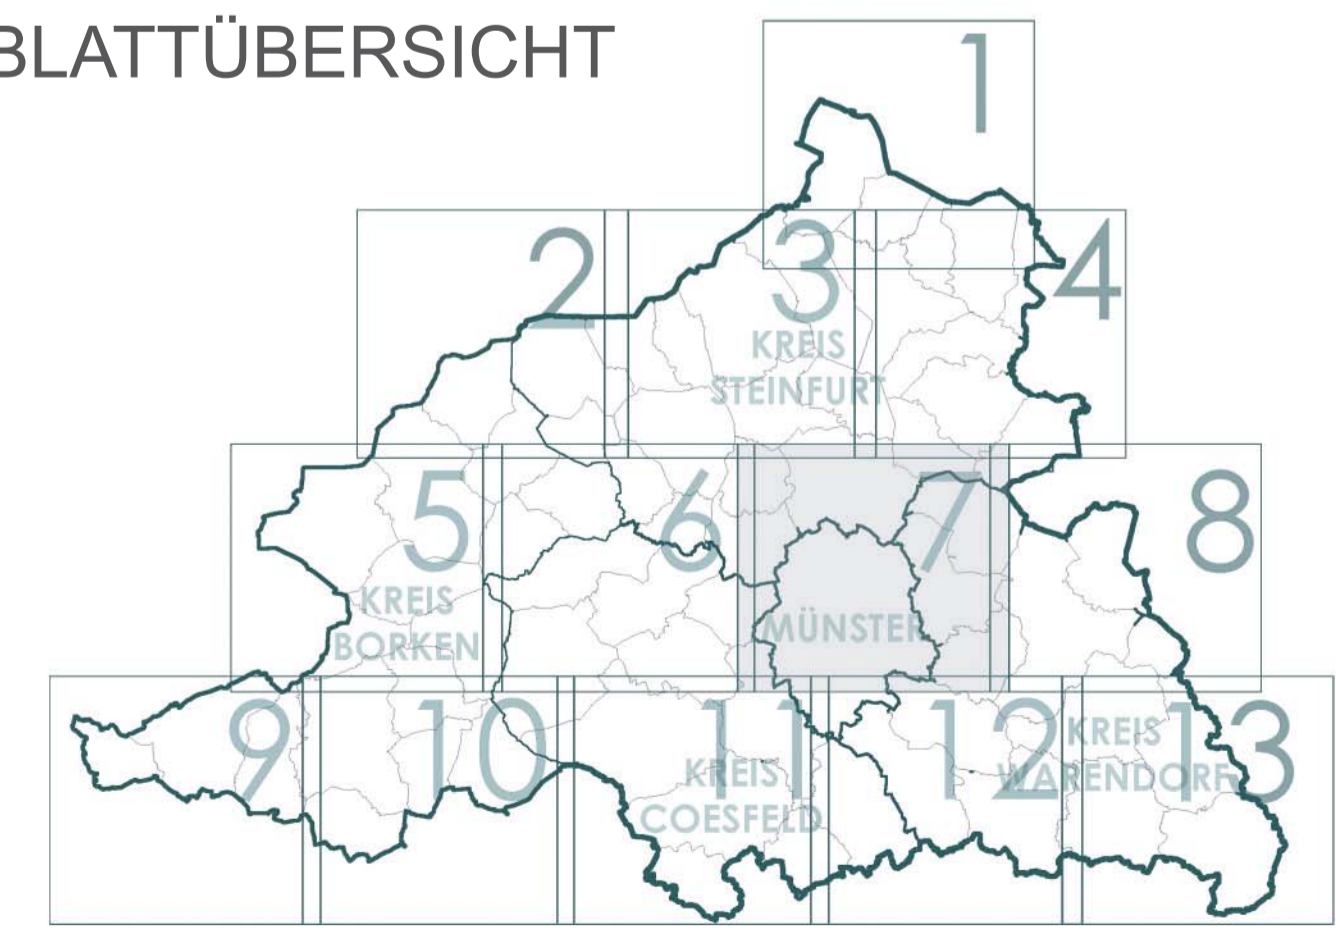 BLATTÜBERSICHT
1
2
3
4
KREIS
STEINFURT
5
6
7
8
KREIS
BORKEN
MÜNSTER
9
10
11
12
13
KREIS
COESFELD
KREIS
WARENDORF